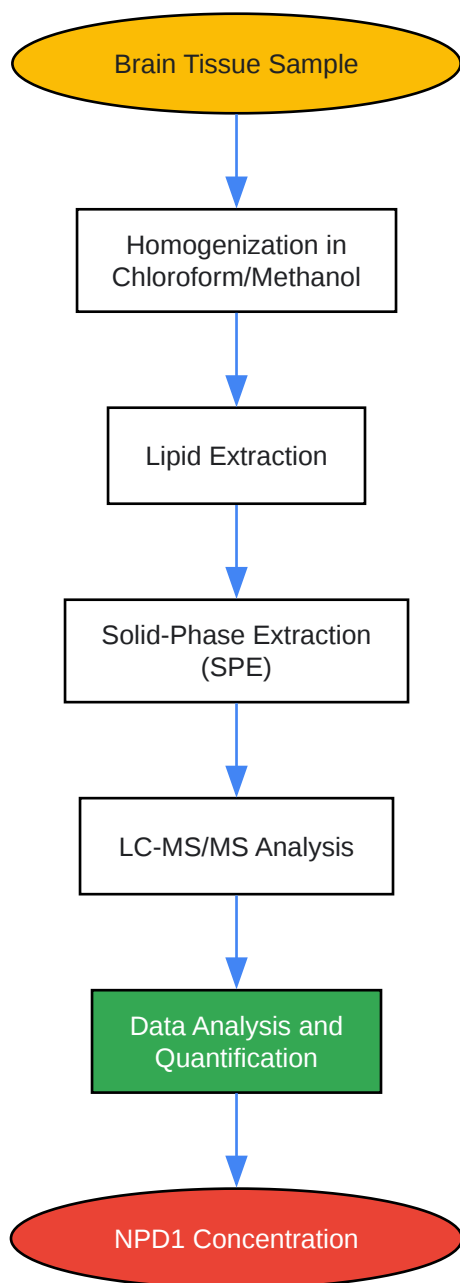 Brain Tissue Sample
Homogenization in
Chloroform/Methanol
Lipid Extraction
Solid-Phase Extraction
(SPE)
LC-MS/MS Analysis
Data Analysis and
Quantification
NPD1 Concentration